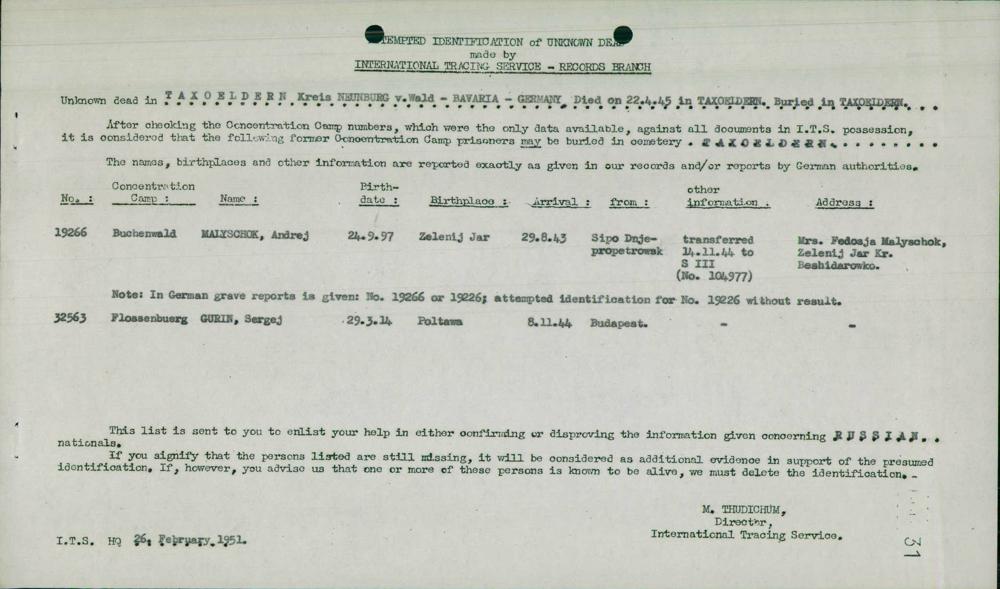 ATTEMPTED IDENTIFICATION of UNKNOWN DEAD
made by
INTERNATIONAL TRACING SERVICE - RECORDS BRANCH
Unknown dead in TAXOELDERN Kreis NEUNBURG v.Wald - BAVARIA - GERMANY Died on 22.4.45 in TAXOELDERN. Buried in TAXOELDERN...
After checking the Concentration Camp numbers, which were the only data available, against all documents in I.T.S. possession,
it is considered that the following former Concentration Camp prisoners may be buried in cemetery . TAXOELDERN.........
The names, birthplaces and other information are reported exactly as given in our records and/or reports by German authorities.
No. : Concentration Camp : Name : Birth-date : Birthplace : Arrival : from : other information . Address :
19266 Buchenwald MALYSCHOK, Andrej 24.9.97 Zelenij Jar 29.8.43 Sipo Dnje- transferred Mrs. Fedosja Malyschok,
propetrowsk 14.11.44 to Zelenij Jar Kr.
S III Beshidarowko.
(No. 104977)
Note: In German grave reports is given: No. 19266 or 19226; attempted identification for No. 19226 without result.
32563 Flossenbuerg GURIN, Sergej 29.3.14 Poltawa 8.11.44 Budapest. - -
This list is sent to you to enlist your help in either confirming or disproving the information given concerning RUSSIAN..
nationals.
If you signify that the persons listed are still missing, it will be considered as additional evidence in support of the presumed
identification. If, however, you advise us that one or more of these persons is known to be alive, we must delete the identification. -
M. THUDICHUM,
Director,
International Tracing Service.
I.T.S. HQ 26. February 1951.
31